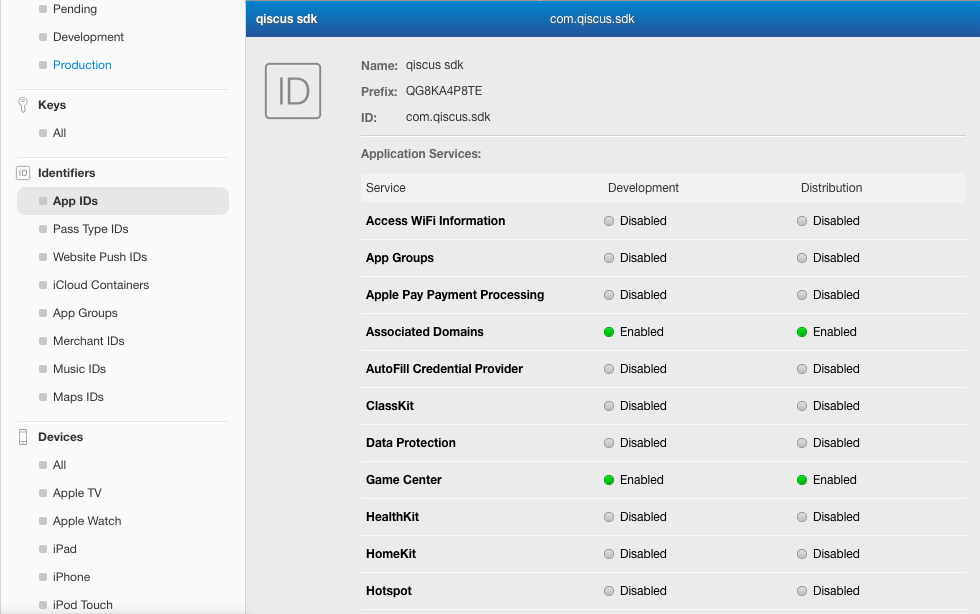 Pending
Development
Production
Keys
All
ID Identifiers
App IDs
Pass Type IDs
Website Push IDs
iCloud Containers
App Groups
Merchant IDs
Music IDs
Maps IDs
Devices
All
Apple TV
Apple Watch
iPad
iPhone
iPod Touch
qiscus sdk com.qiscus.sdk
ID
Name: qiscus sdk
Prefix: QG8KA4P8TE
ID: com.qiscus.sdk
Application Services:
Service Development Distribution
Access WiFi Information Disabled Disabled
App Groups Disabled Disabled
Apple Pay Payment Processing Disabled Disabled
Associated Domains Enabled Enabled
AutoFill Credential Provider Disabled Disabled
ClassKit Disabled Disabled
Data Protection Disabled Disabled
Game Center Enabled Enabled
HealthKit Disabled Disabled
HomeKit Disabled Disabled
Hotspot Disabled Disabled